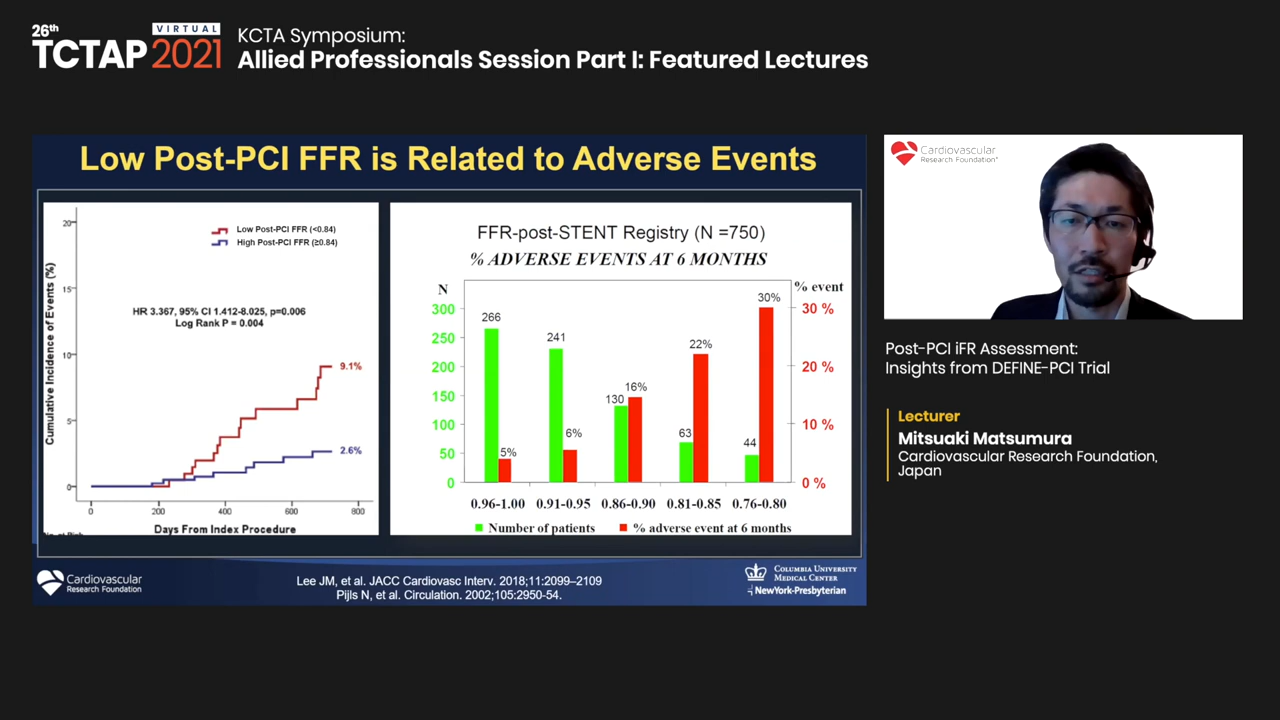 26th
VIRTUAL
TCTAP 2021
KCTA Symposium:
Allied Professionals Session Part I: Featured Lectures
Low Post-PCI FFR is Related to Adverse Events
Low Post-PCI FFR (<0.84)
High Post-PCI FFR (≥0.84)
Cumulative Incidence of Events (%)
20
15
10
5
0
HR 3.367, 95% CI 1.412-8.025, p=0.006
Log Rank P = 0.004
9.1%
2.6%
0 200 400 600 800
Days From Index Procedure
FFR-post-STENT Registry (N =750)
% ADVERSE EVENTS AT 6 MONTHS
N
% event
300
250
200
150
100
50
0
266
241
130
63
44
5%
6%
16%
22%
30%
30 %
20 %
10 %
0 %
0.96-1.00 0.91-0.95 0.86-0.90 0.81-0.85 0.76-0.80
Number of patients % adverse event at 6 months
Cardiovascular
Research Foundation
Lee JM, et al. JACC Cardiovasc Interv. 2018;11:2099–2109
Pijls N, et al. Circulation. 2002;105:2950-54.
COLUMBIA UNIVERSITY
MEDICAL CENTER
NewYork-Presbyterian
Cardiovascular
Research Foundation®
Post-PCI iFR Assessment:
Insights from DEFINE-PCI Trial
Lecturer
Mitsuaki Matsumura
Cardiovascular Research Foundation,
Japan